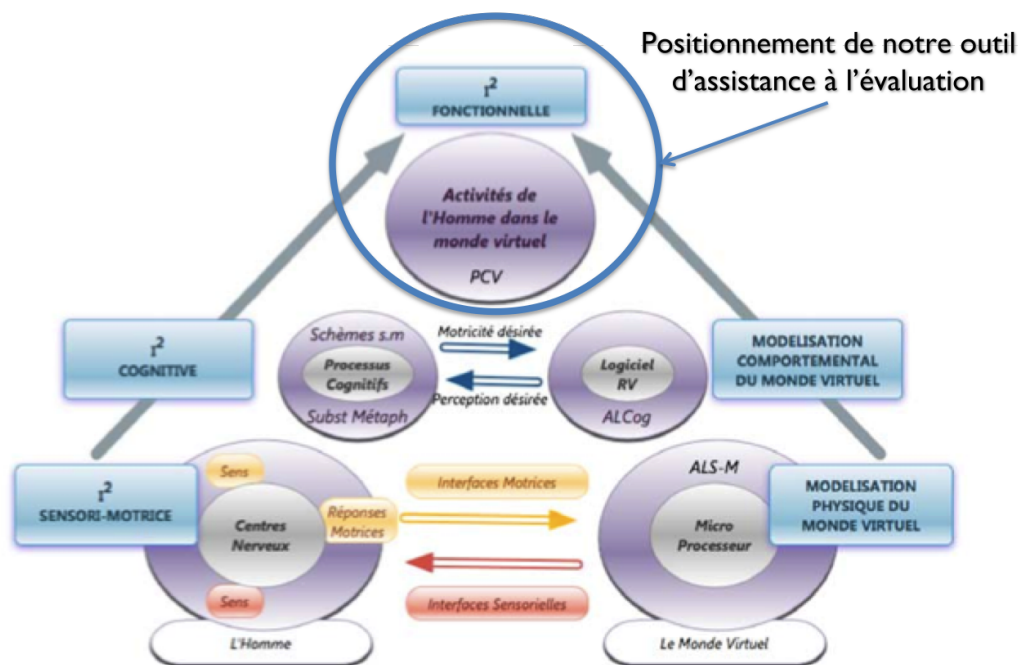 Positionnement de notre outil
d'assistance à l'évaluation
I²
FONCTIONNELLE
Activités de
l'Homme dans le
monde virtuel
PCV
I²
COGNITIVE
Schèmes s.m
Processus
Cognitifs
Subst Métaph
Motricité désirée
Perception désirée
Logiciel
RV
ALCog
MODELISATION
COMPORTEMENTAL
DU MONDE VIRTUEL
I²
SENSORI-MOTRICE
Sens
Centres
Nerveux
Réponses
Motrices
Sens
L'Homme
Interfaces Motrices
Interfaces Sensorielles
ALS-M
Micro
Processeur
Le Monde Virtuel
MODELISATION
PHYSIQUE DU
MONDE VIRTUEL